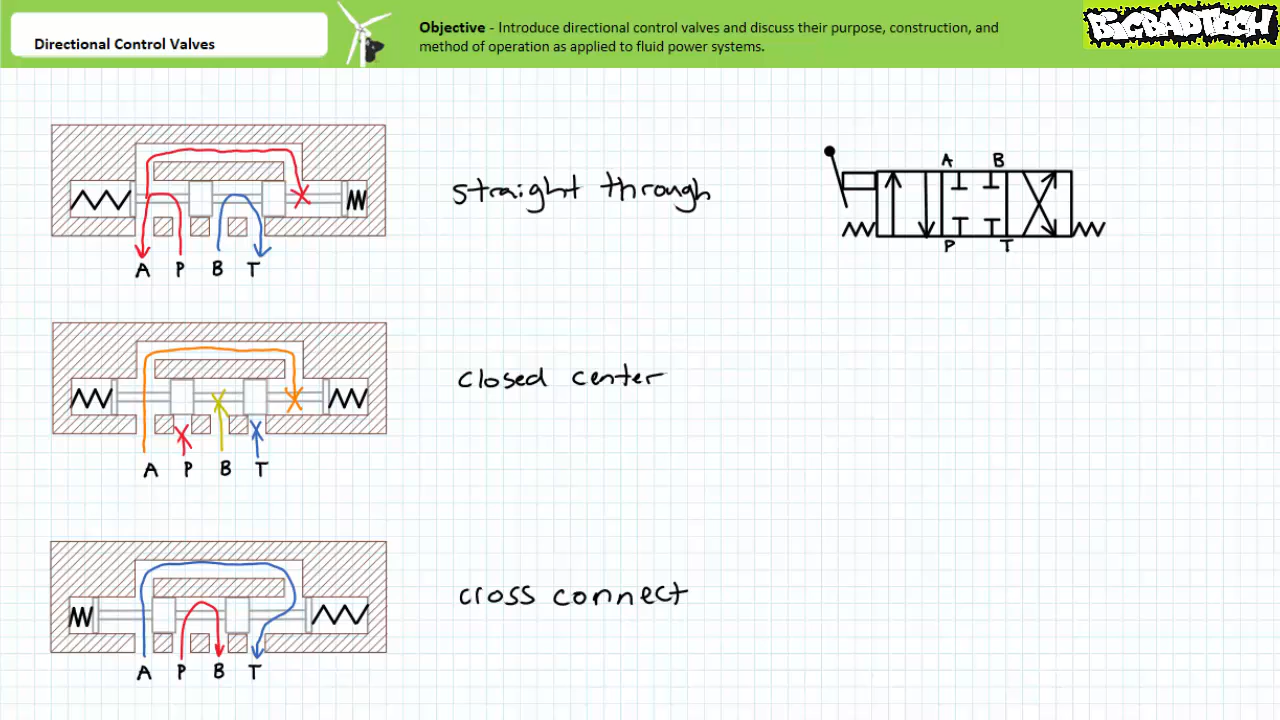 Directional Control Valves
Objective - Introduce directional control valves and discuss their purpose, construction, and
method of operation as applied to fluid power systems.
BIGBADTECH
straight through
A P B T
A B
P T
closed center
A P B T
cross connect
A P B T